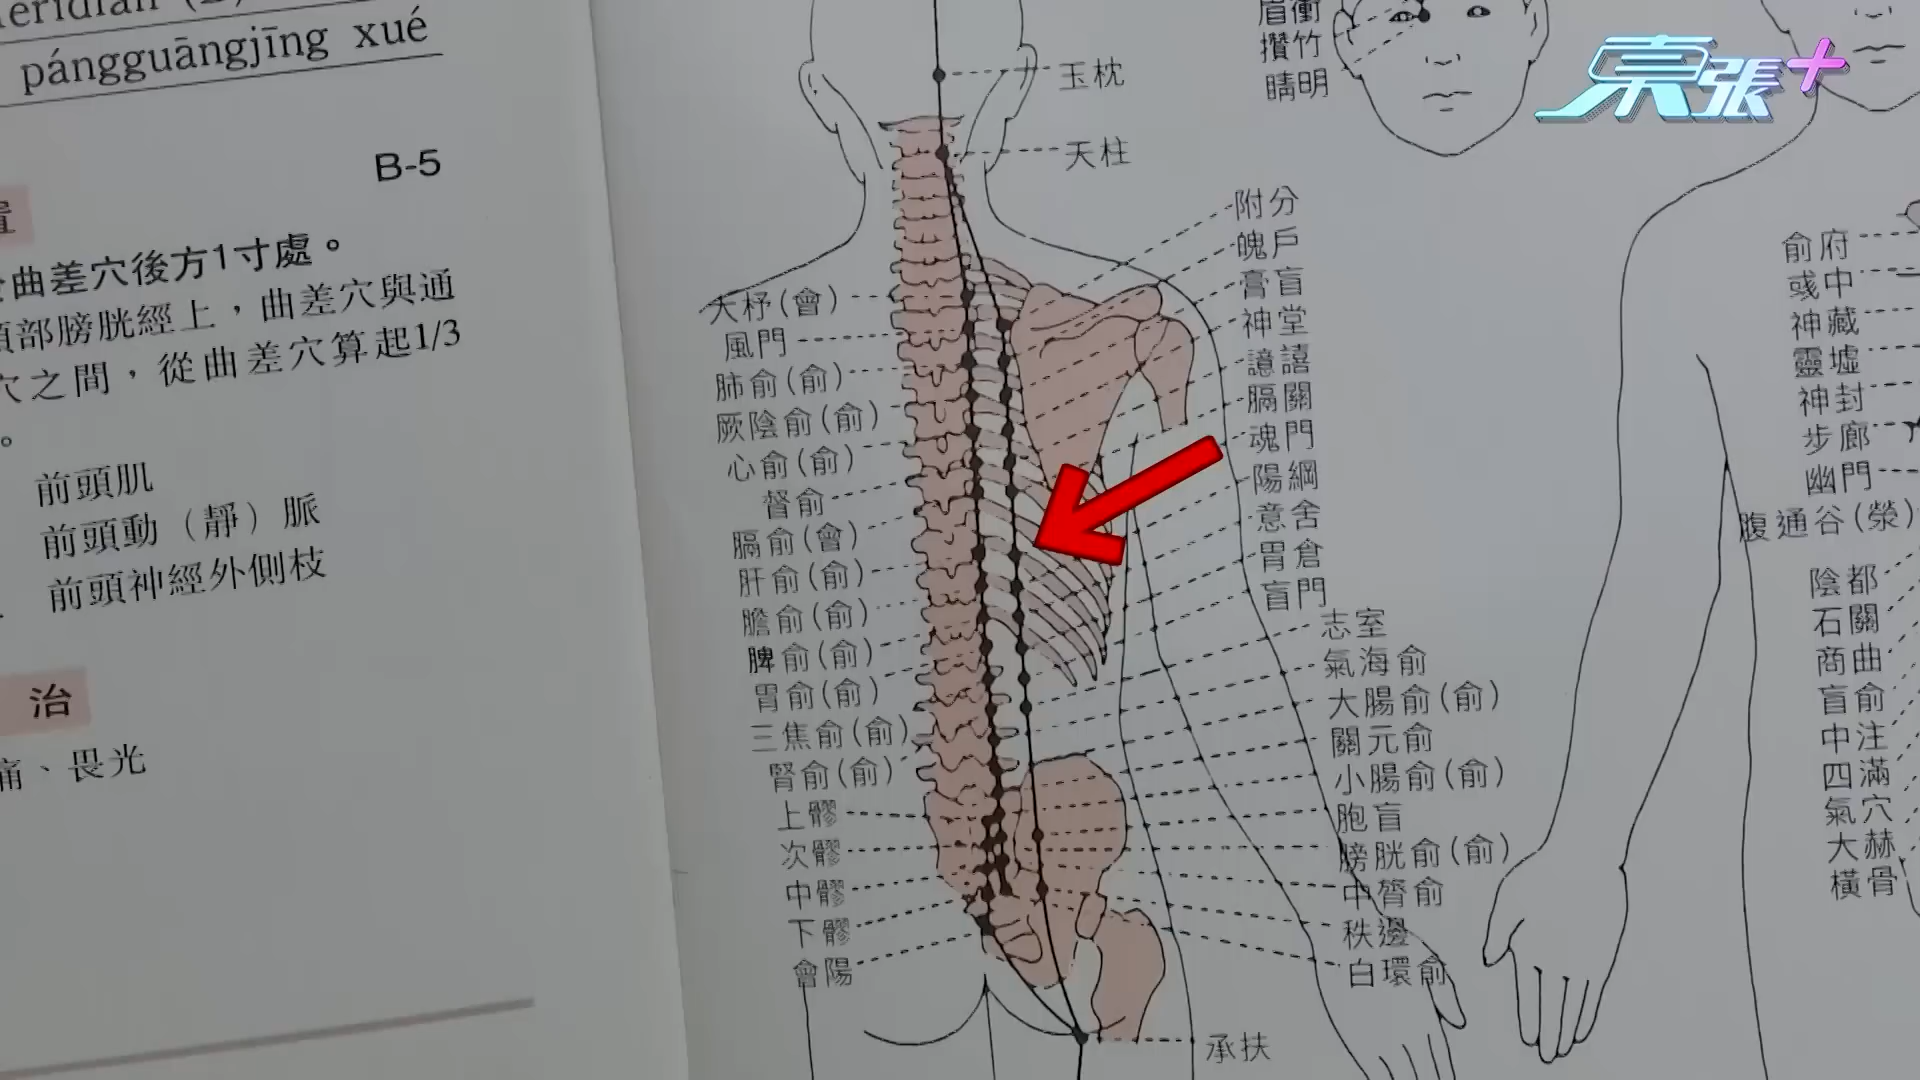 pángguāngjīng xué
B-5
曲差穴後方1寸處。
部膀胱經上，曲差穴與通
穴之間，從曲差穴算起1/3
。
前頭肌
前頭動（靜）脈
前頭神經外側枝
治
痛、畏光
玉枕
天柱
大杼(會)
風門
肺俞(俞)
厥陰俞(俞)
心俞(俞)
督俞
膈俞(會)
肝俞(俞)
膽俞(俞)
脾俞(俞)
胃俞(俞)
三焦俞(俞)
腎俞(俞)
上髎
次髎
中髎
下髎
會陽
附分
魄戶
膏盲
神堂
譩譆
膈關
魂門
陽綱
意舍
胃倉
盲門
志室
氣海俞
大腸俞(俞)
關元俞
小腸俞(俞)
胞盲
膀胱俞(俞)
中膂俞
秩邊
白環俞
承扶
眉衝
攢竹
睛明
東張+
俞府
彧中
神藏
靈墟
神封
步廊
幽門
腹通谷(滎)
陰都
石關
商曲
盲俞
中注
四滿
氣穴
大赫
橫骨